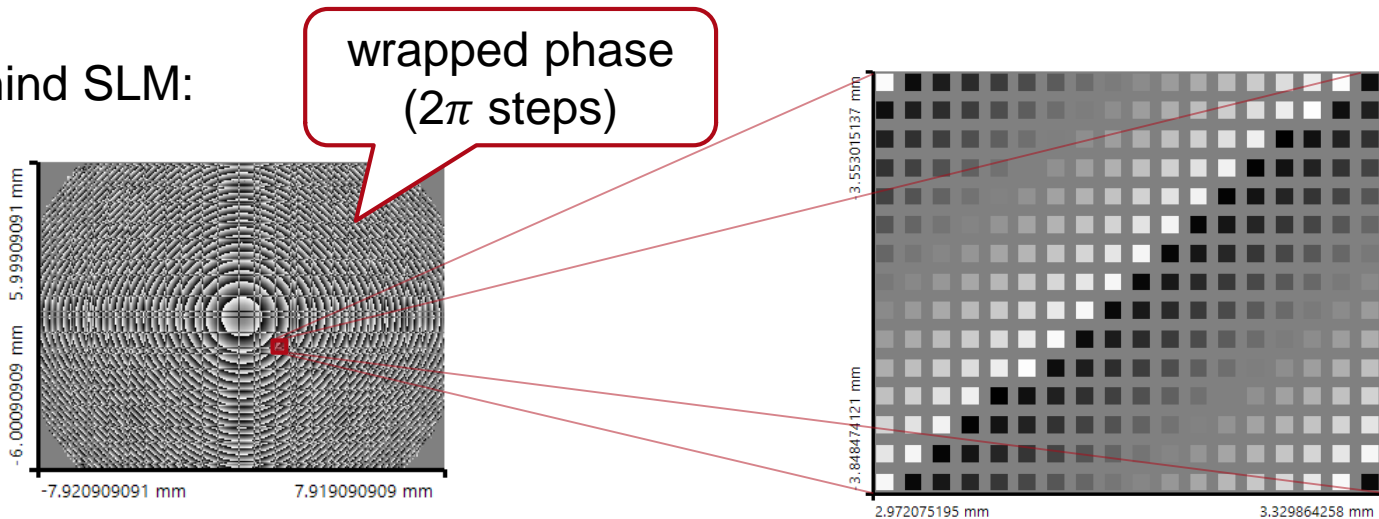 hind SLM:
wrapped phase
(2π steps)
5.999090091 mm
-6.00090909 mm
-7.920909091 mm
7.919090909 mm
-3.553015137 mm
-3.848474121 mm
2.972075195 mm
3.329864258 mm